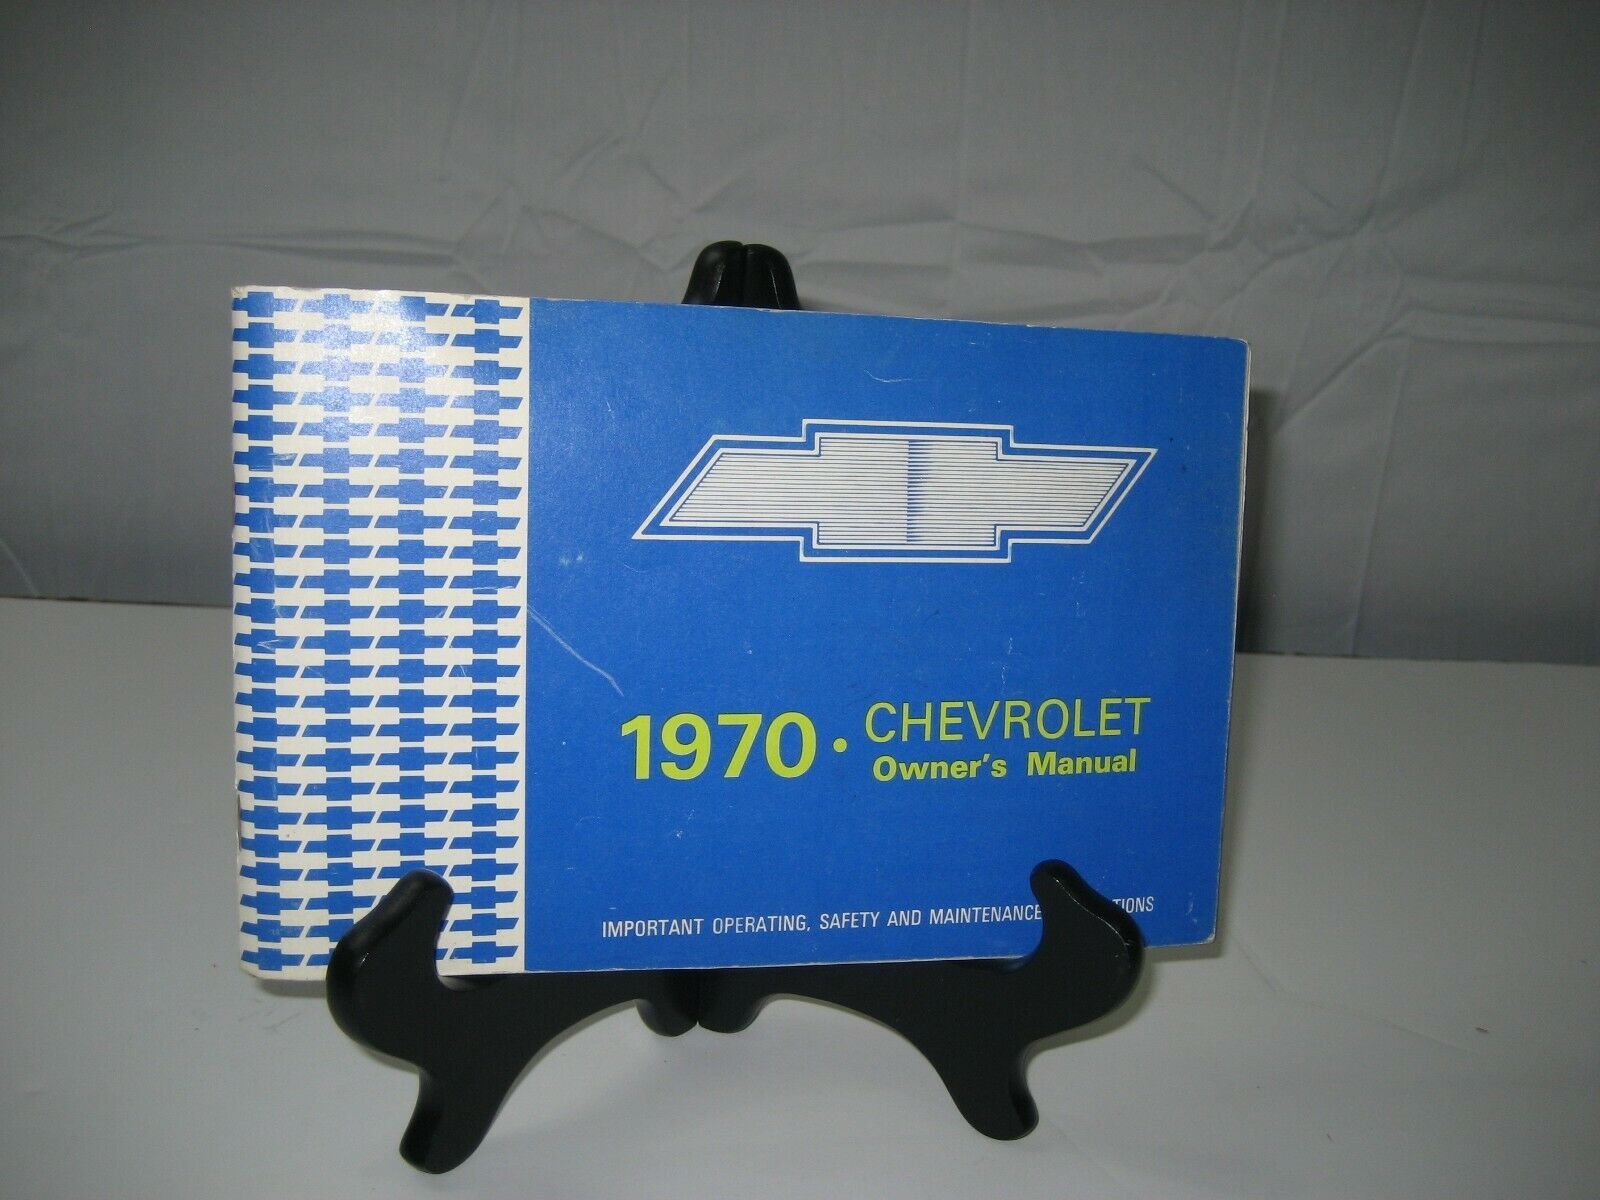 1970 • CHEVROLET
Owner's Manual
IMPORTANT OPERATING, SAFETY AND MAINTENANCE